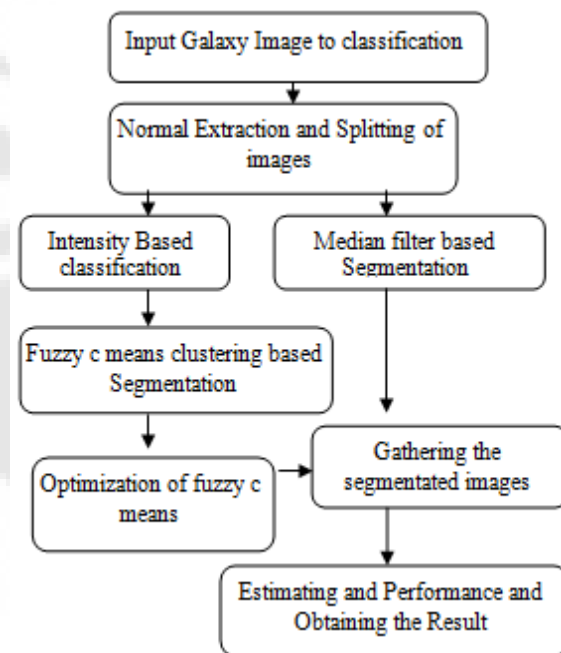 Input Galaxy Image to classification
Normal Extraction and Splitting of
images
Intensity Based
classification
Median filter based
Segmentation
Fuzzy c means clustering based
Segmentation
Optimization of fuzzy c
means
Gathering the
segmentated images
Estimating and Performance and
Obtaining the Result